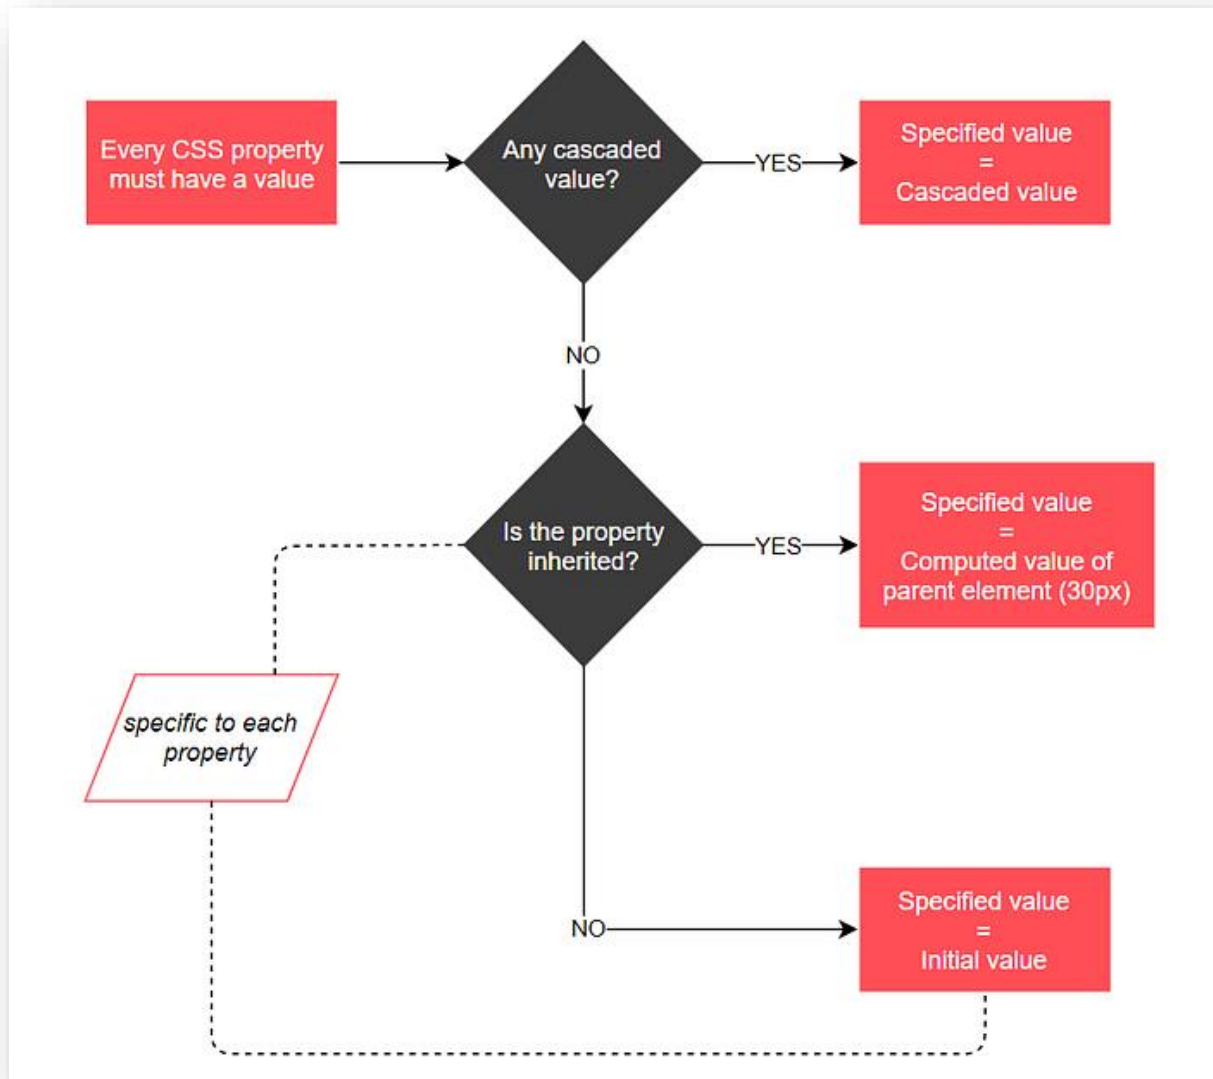 Every CSS property
must have a value
Any cascaded
value?
YES
Specified value
=
Cascaded value
NO
Is the property
inherited?
YES
Specified value
=
Computed value of
parent element (30px)
specific to each
property
NO
Specified value
=
Initial value